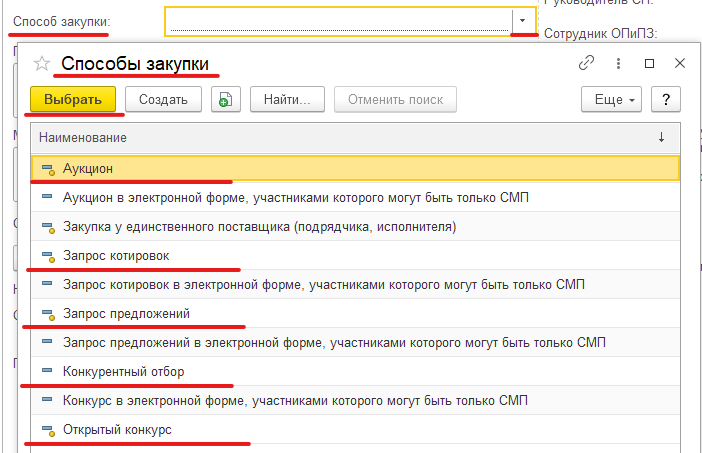 Руководитель СП:
Способ закупки:
Сотрудник ОПиПЗ:
Способы закупки
Выбрать
Создать
Найти...
Отменить поиск
Еще
?
Наименование
Аукцион
Аукцион в электронной форме, участниками которого могут быть только СМП
Закупка у единственного поставщика (подрядчика, исполнителя)
Запрос котировок
Запрос котировок в электронной форме, участниками которого могут быть только СМП
Запрос предложений
Запрос предложений в электронной форме, участниками которого могут быть только СМП
Конкурентный отбор
Конкурс в электронной форме, участниками которого могут быть только СМП
Открытый конкурс